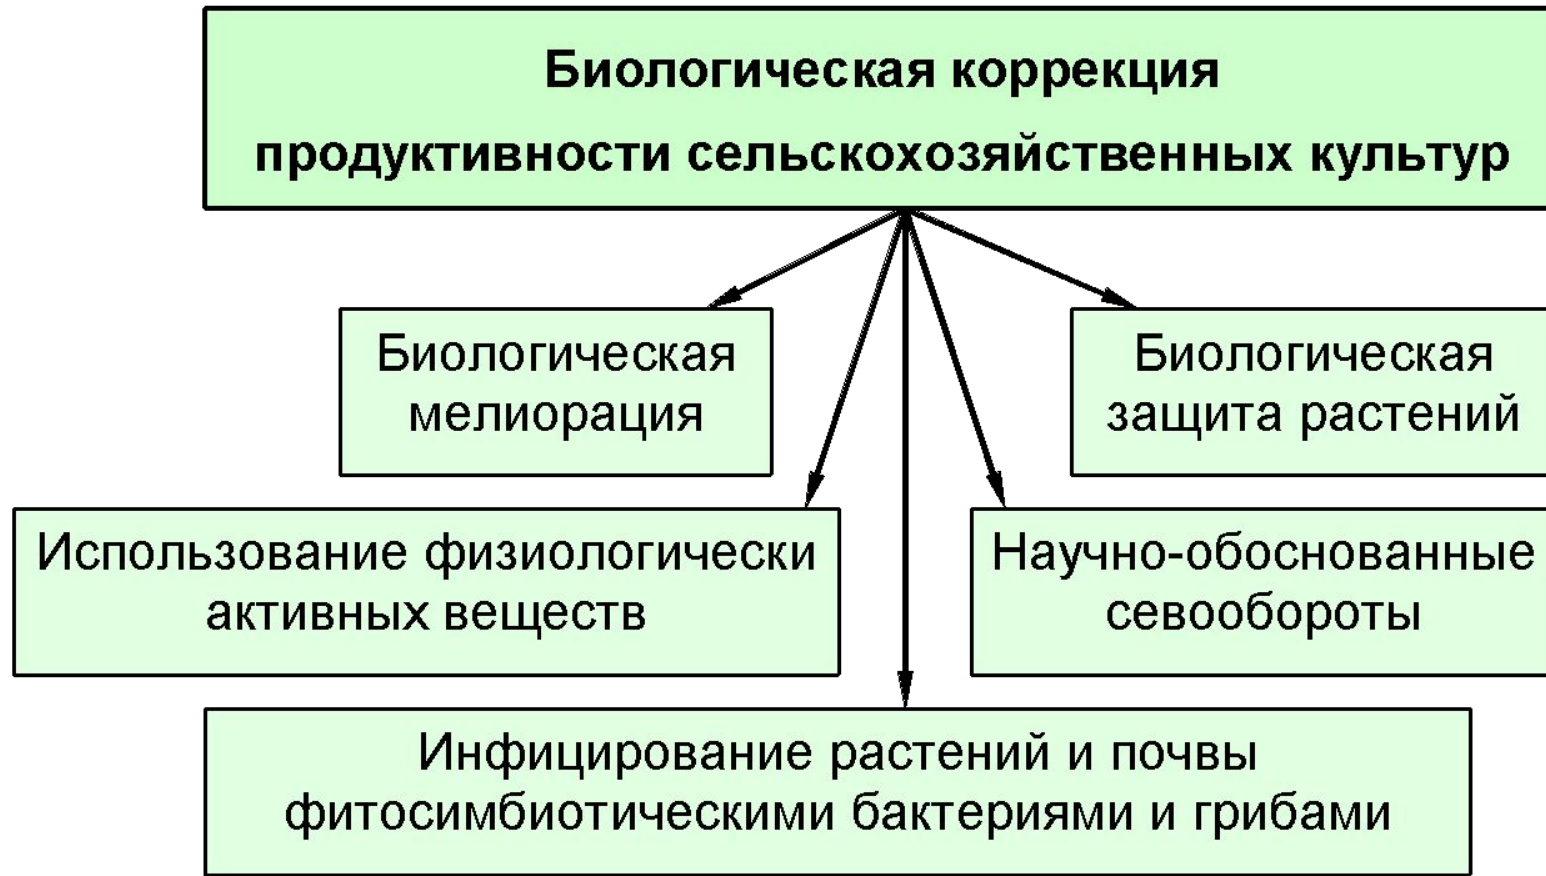 Биологическая коррекция
продуктивности сельскохозяйственных культур
Биологическая
мелиорация
Биологическая
защита растений
Использование физиологически
активных веществ
Научно-обоснованные
севообороты
Инфицирование растений и почвы
фитосимбиотическими бактериями и грибами